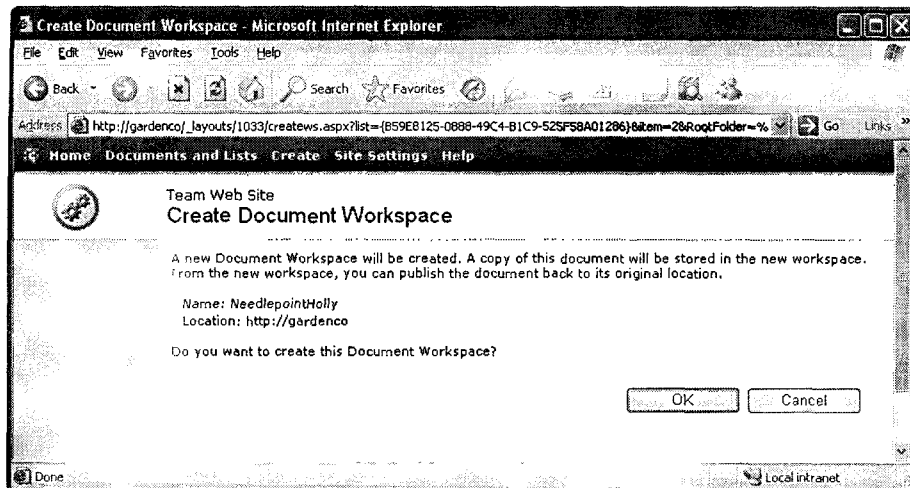 Create Document Workspace - Microsoft Internet Explorer
File Edit View Favorites Tools Help
Back Search Favorites
Address http://gardenco/_layouts/1033/createws.aspx?list={B59E8125-0888-49C4-B1C9-525F58A01286}&item=2&RootFolder=% Go Links »
Home Documents and Lists Create Site Settings Help
Team Web Site
Create Document Workspace
A new Document Workspace will be created. A copy of this document will be stored in the new workspace.
From the new workspace, you can publish the document back to its original location.
Name: NeedlepointHolly
Location: http://gardenco
Do you want to create this Document Workspace?
OK Cancel
Done Local intranet